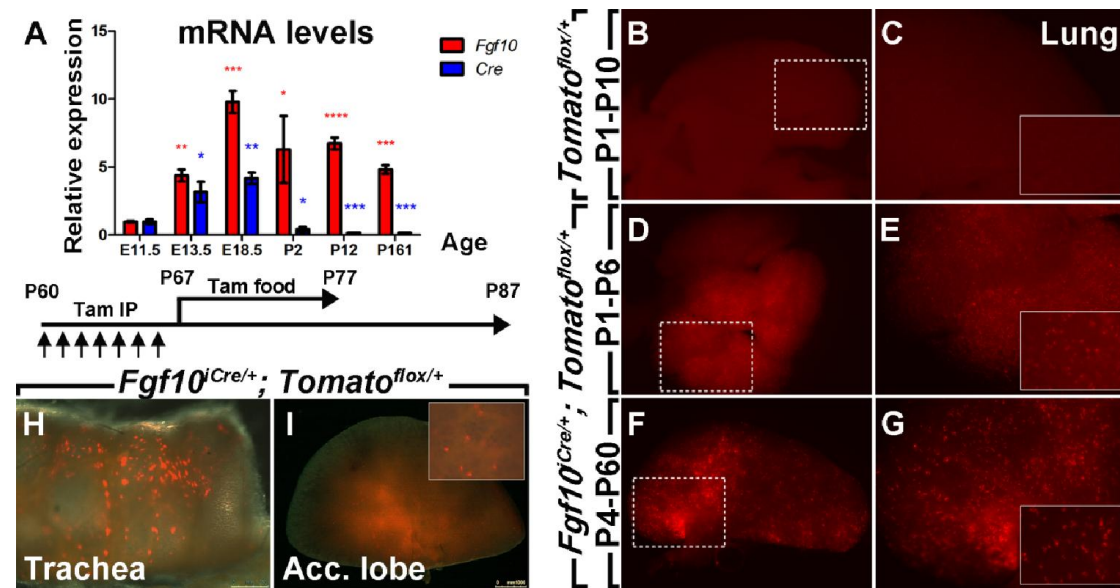 A
mRNA levels
Fgf10
Cre
Relative expression
15
10
5
0
***
**
*
**
*
****
***
*
***
***
E11.5 E13.5 E18.5 P2 P12 P161
Age
P60
Tam IP
P67
Tam food
P77
P87
Fgf10iCre/+; Tomatoflox/+
H
Trachea
I
Acc. lobe
Tomatoflox/+
P1-P10
B
C
Lung
Fgf10iCre/+; Tomatoflox/+
P1-P6
D
E
P4-P60
F
G